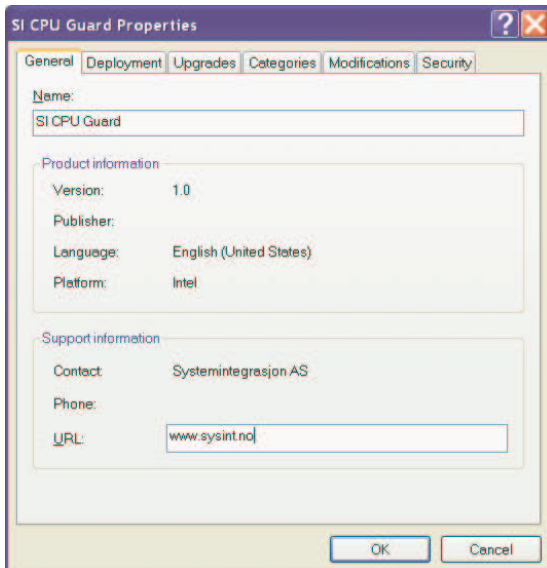 SI CPU Guard Properties
General Deployment Upgrades Categories Modifications Security
Name:
SI CPU Guard
Product information
Version: 1.0
Publisher:
Language: English (United States)
Platform: Intel
Support information
Contact: Systemintegrasjon AS
Phone:
URL: www.sysint.no
OK Cancel